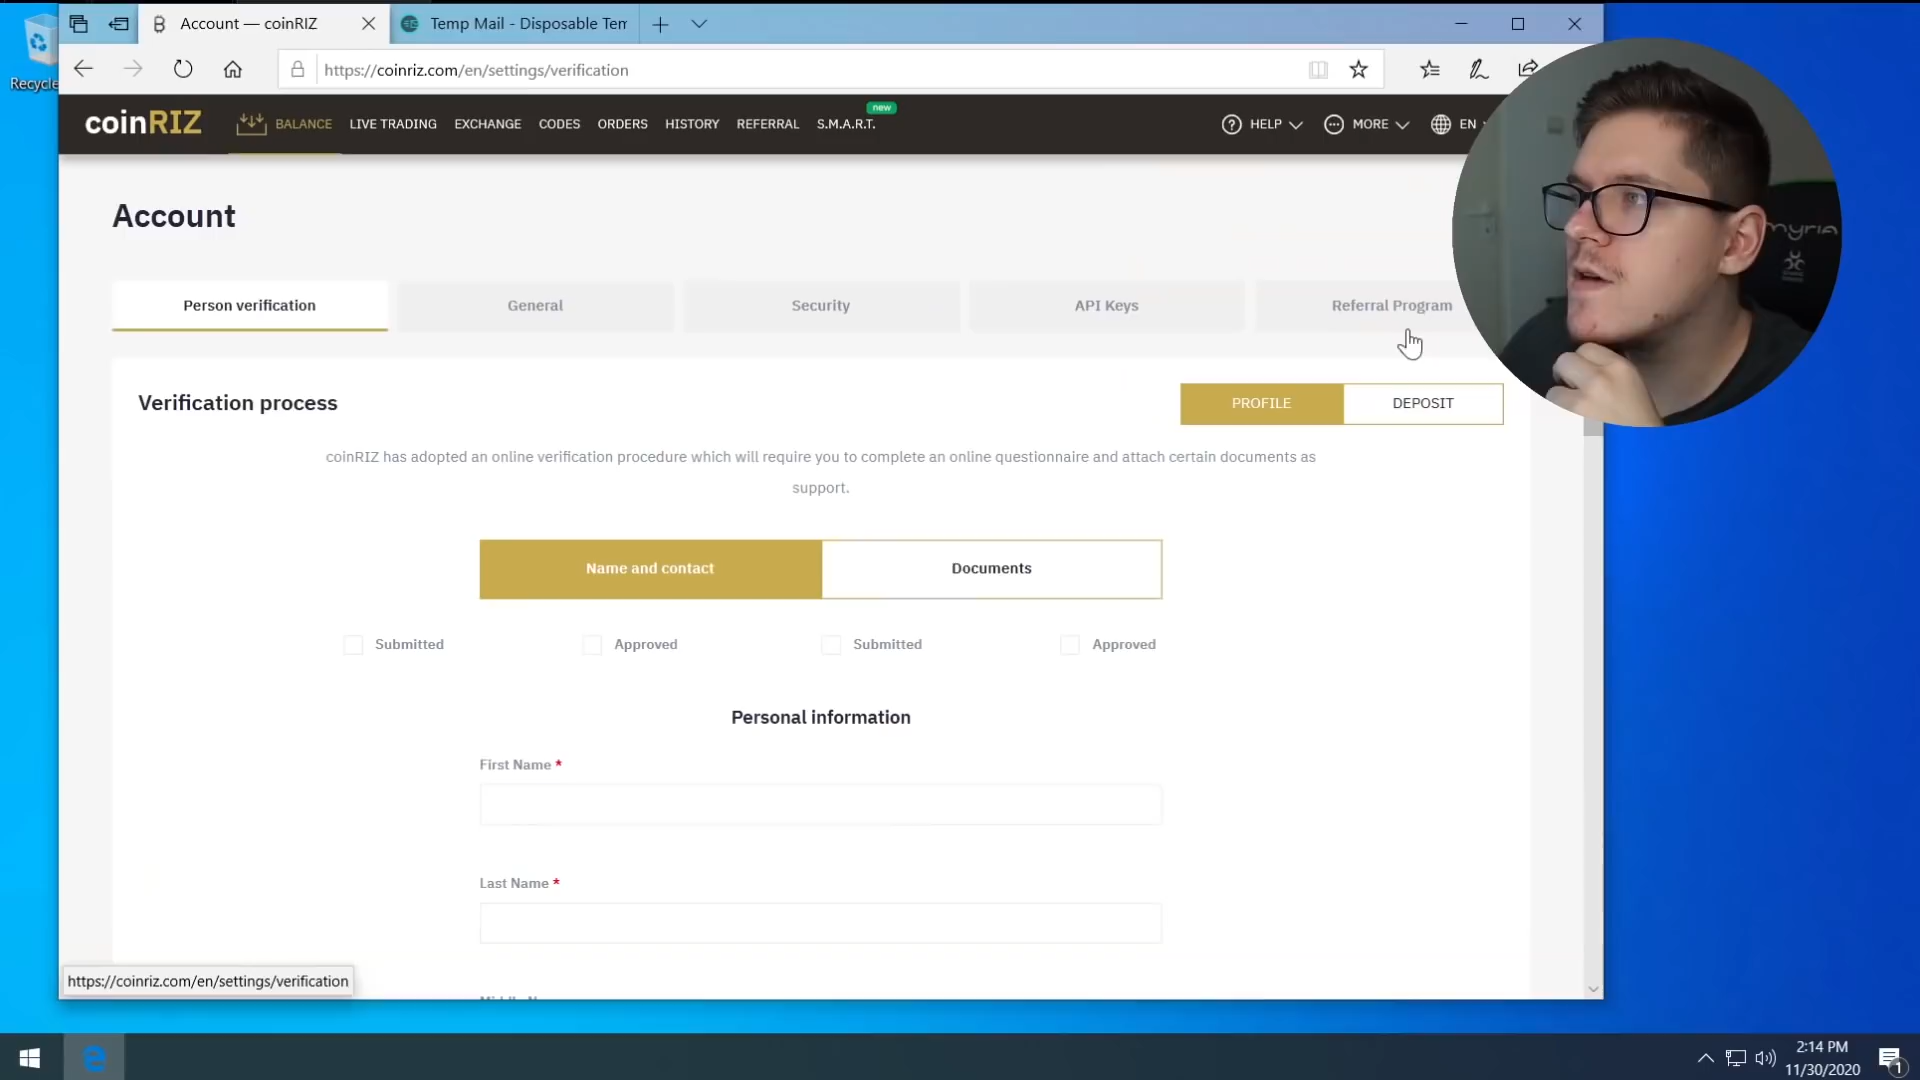 Recycle
Account — coinRIZ
Temp Mail - Disposable Tem
https://coinriz.com/en/settings/verification
coinRIZ
BALANCE
LIVE TRADING
EXCHANGE
CODES
ORDERS
HISTORY
REFERRAL
S.M.A.R.T.
new
HELP
MORE
EN
Account
Person verification
General
Security
API Keys
Referral Program
Verification process
PROFILE
DEPOSIT
coinRIZ has adopted an online verification procedure which will require you to complete an online questionnaire and attach certain documents as
support.
Name and contact
Documents
Submitted
Approved
Submitted
Approved
Personal information
First Name *
Last Name *
https://coinriz.com/en/settings/verification
2:14 PM
11/30/2020
1